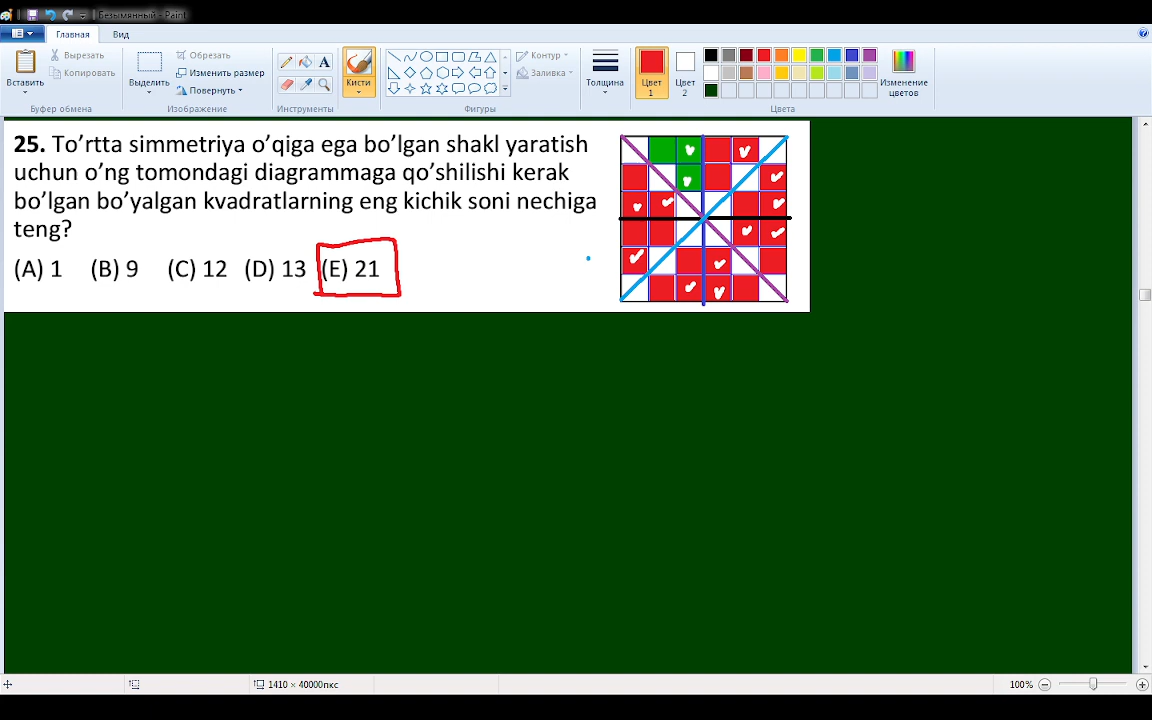 Безымянный - Paint
Главная
Вид
Вставить
Вырезать
Копировать
Буфер обмена
Выделить
Обрезать
Изменить размер
Повернуть
Изображение
Инструменты
Кисти
Фигуры
Контур
Заливка
Толщина
Цвет 1
Цвет 2
Цвета
Изменение цветов
25. To’rtta simmetriya o’qiga ega bo’lgan shakl yaratish
uchun o’ng tomondagi diagrammaga qo’shilishi kerak
bo’lgan bo’yalgan kvadratlarning eng kichik soni nechiga
teng?
(A) 1 (B) 9 (C) 12 (D) 13 (E) 21
1410 × 40000пкс
100%